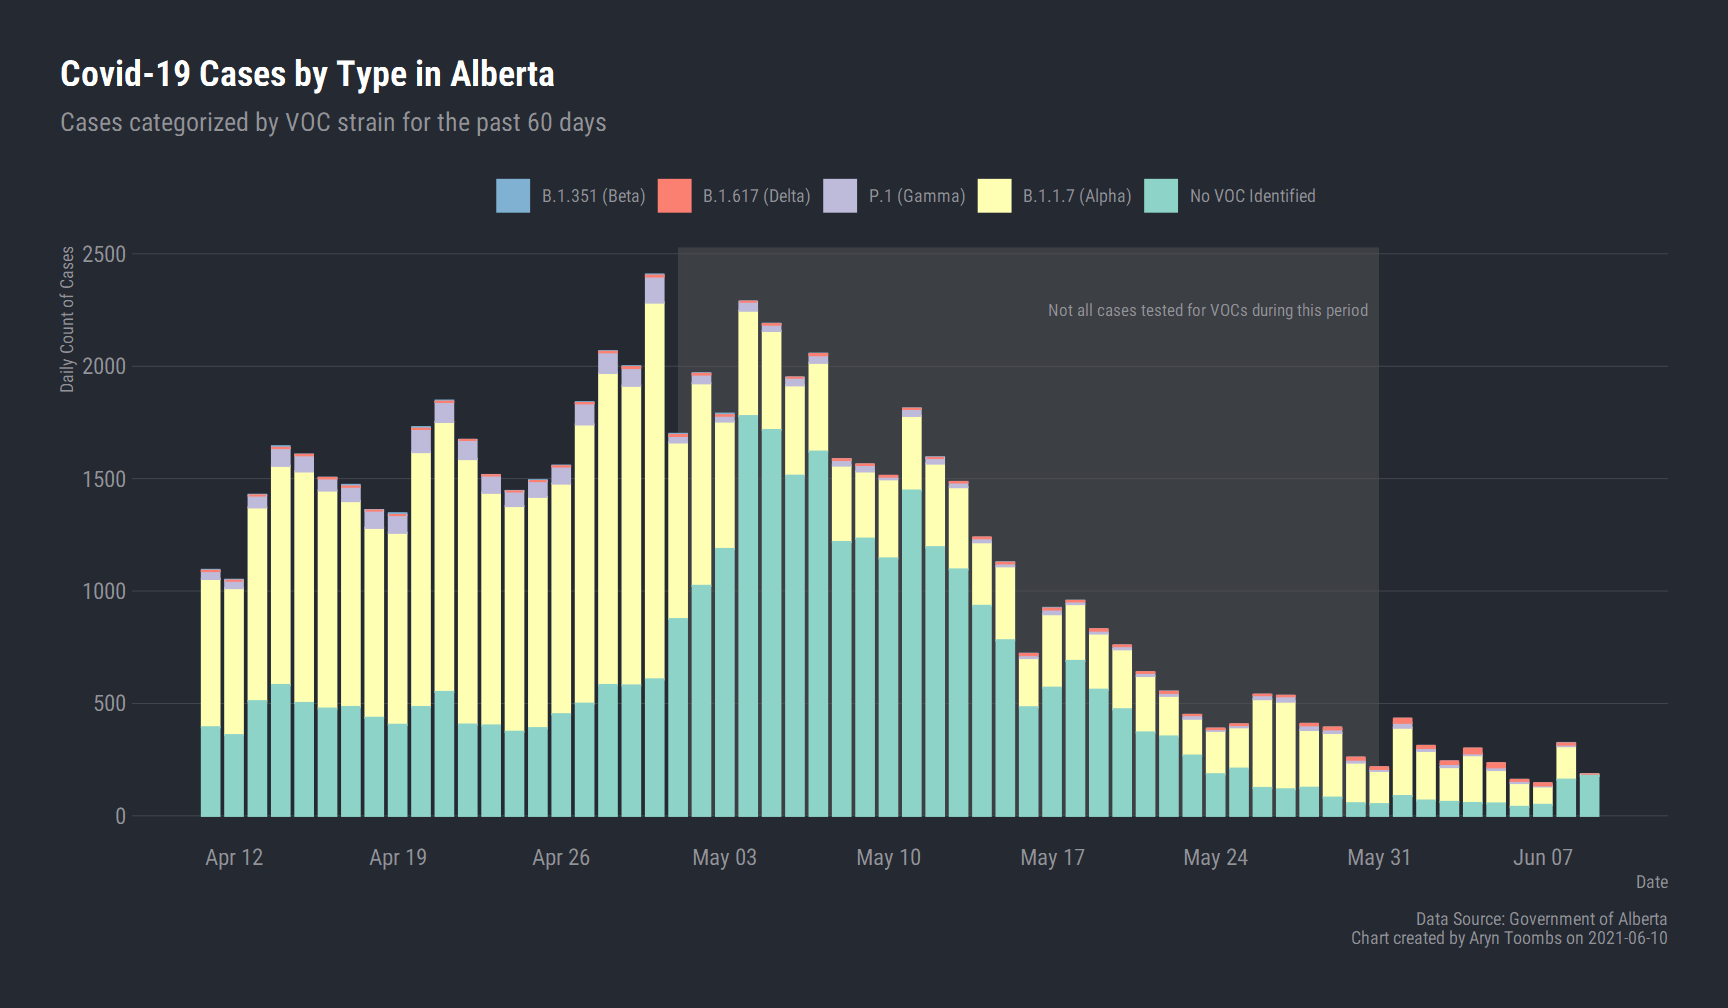 Covid-19 Cases by Type in Alberta
Cases categorized by VOC strain for the past 60 days
B.1.351 (Beta) B.1.617 (Delta) P.1 (Gamma) B.1.1.7 (Alpha) No VOC Identified
Daily Count of Cases
2500
2000
1500
1000
500
0
Not all cases tested for VOCs during this period
Apr 12 Apr 19 Apr 26 May 03 May 10 May 17 May 24 May 31 Jun 07
Date
Data Source: Government of Alberta
Chart created by Aryn Toombs on 2021-06-10